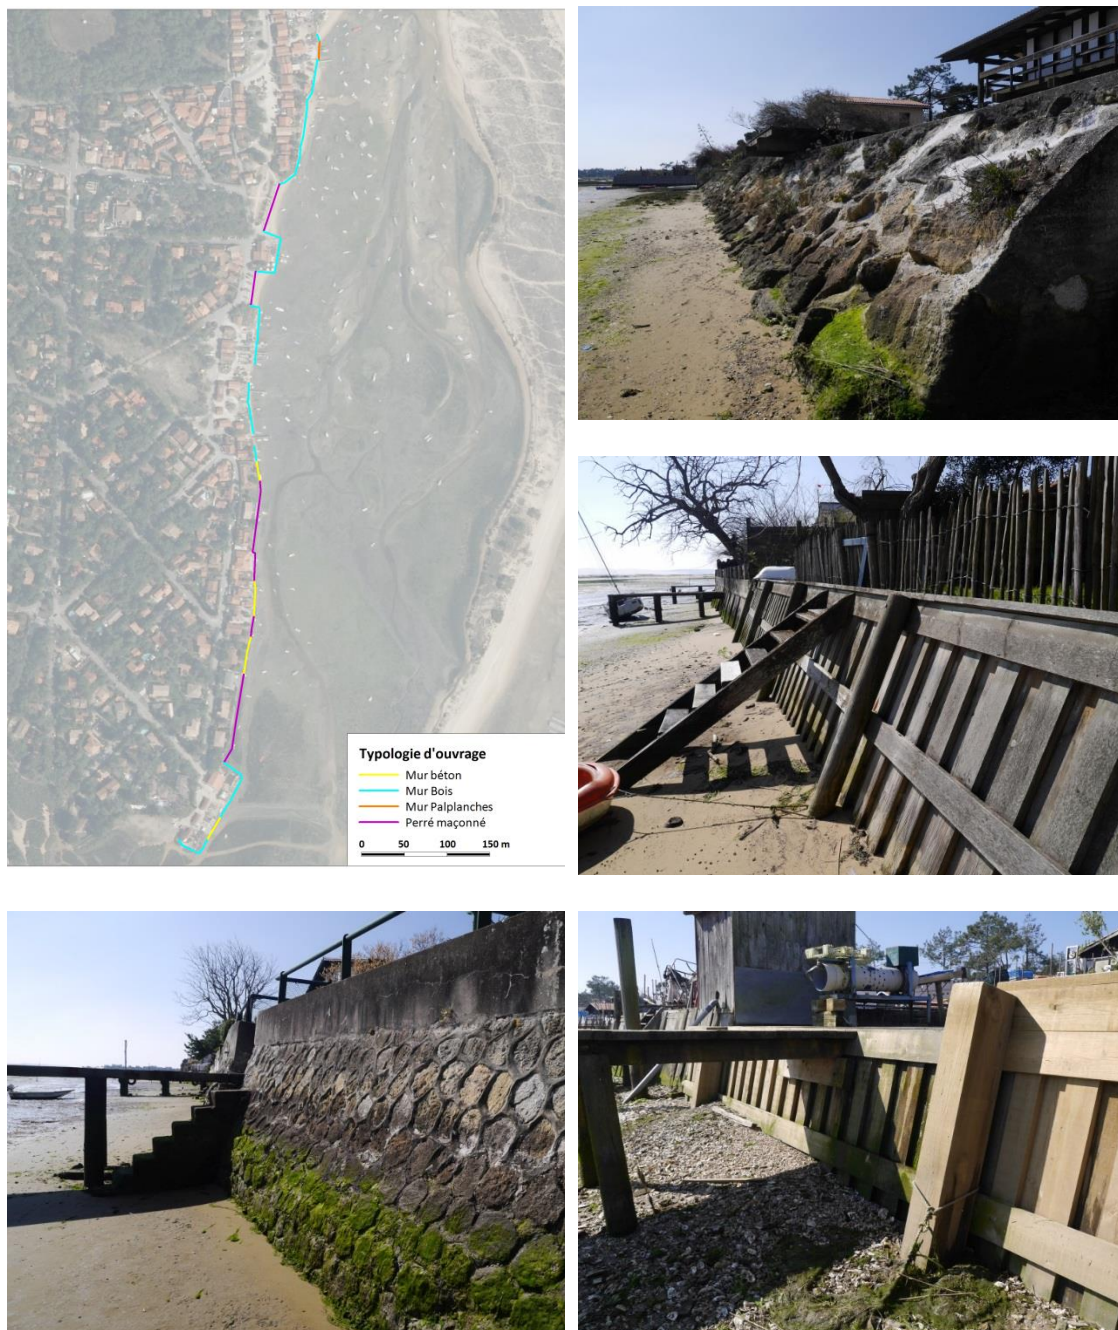 Typologie d'ouvrage
Mur béton
Mur Bois
Mur Palplanches
Perré maçonné
0 50 100 150 m